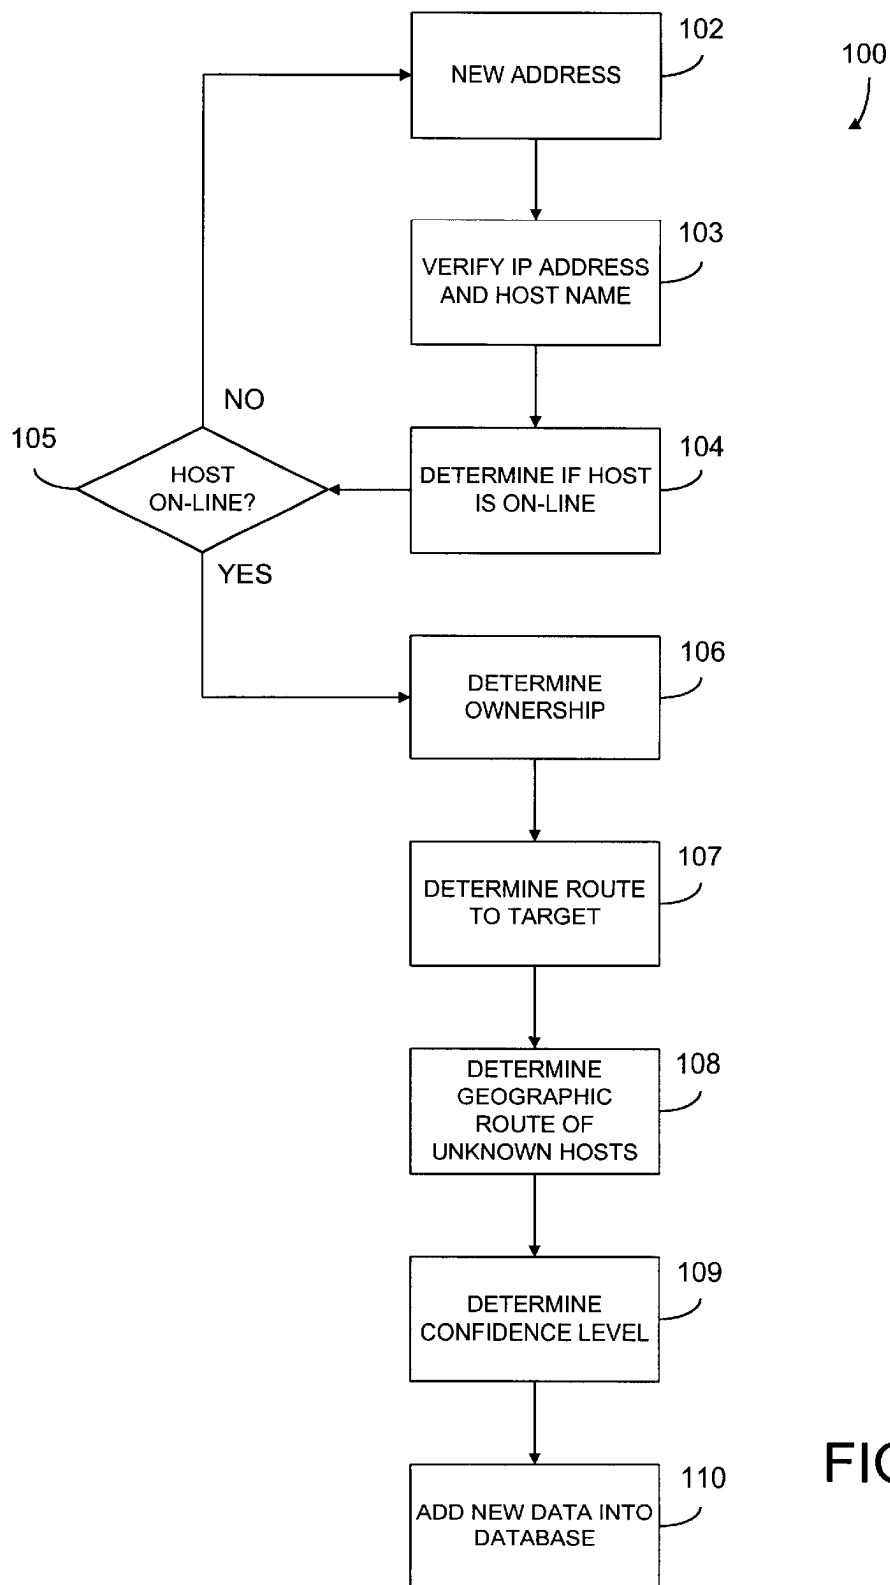 102
NEW ADDRESS
100
103
VERIFY IP ADDRESS
AND HOST NAME
NO
105
HOST
ON-LINE?
104
DETERMINE IF HOST
IS ON-LINE
YES
106
DETERMINE
OWNERSHIP
107
DETERMINE ROUTE
TO TARGET
108
DETERMINE
GEOGRAPHIC
ROUTE OF
UNKNOWN HOSTS
109
DETERMINE
CONFIDENCE LEVEL
110
ADD NEW DATA INTO
DATABASE